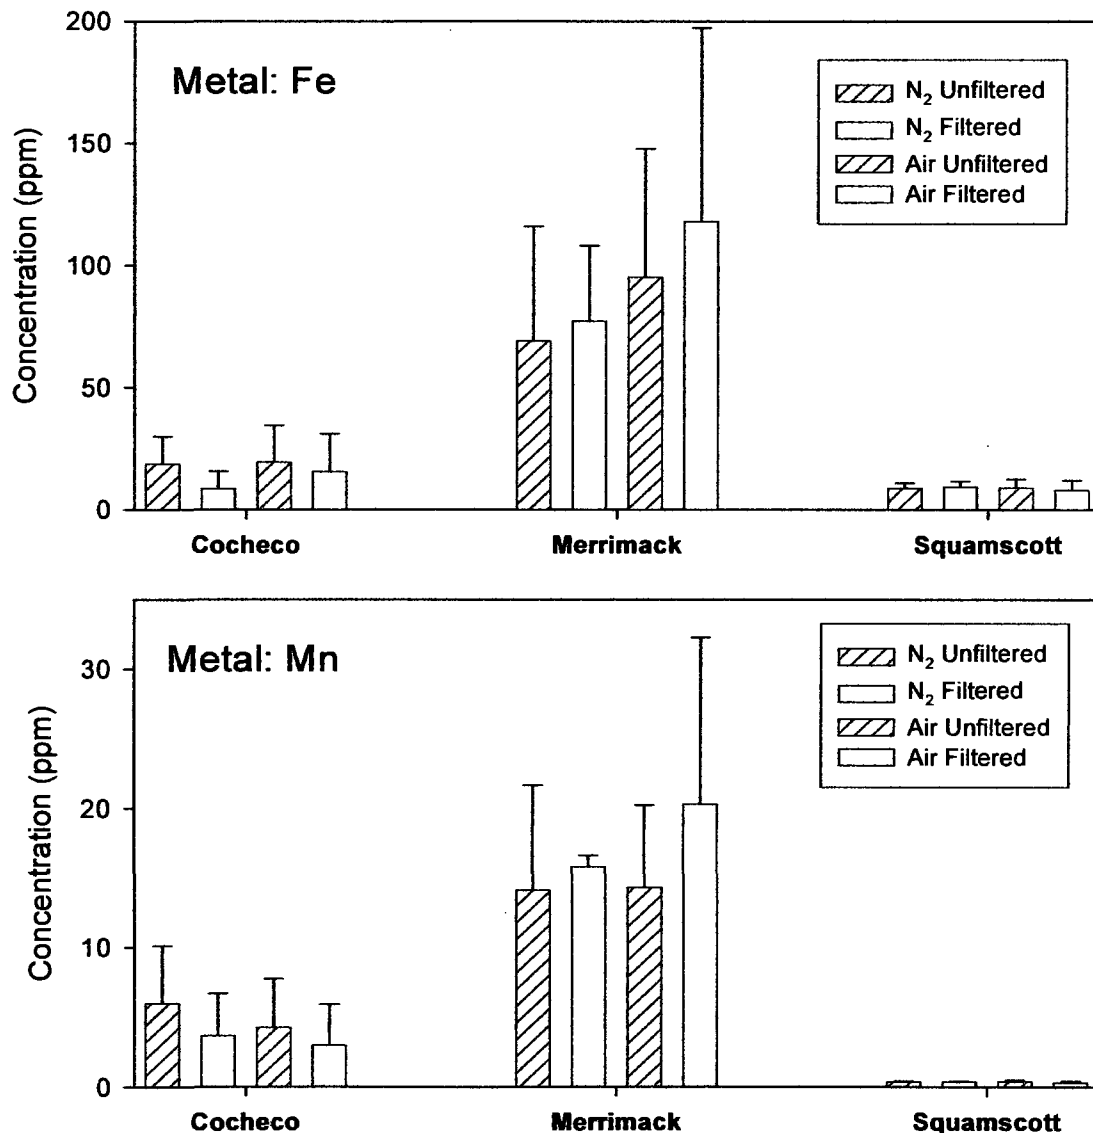 Metal: Fe
Concentration (ppm)
200
150
100
50
0
N₂ Unfiltered
N₂ Filtered
Air Unfiltered
Air Filtered
Cocheco
Merrimack
Squamscott
Metal: Mn
Concentration (ppm)
30
20
10
0
N₂ Unfiltered
N₂ Filtered
Air Unfiltered
Air Filtered
Cocheco
Merrimack
Squamscott